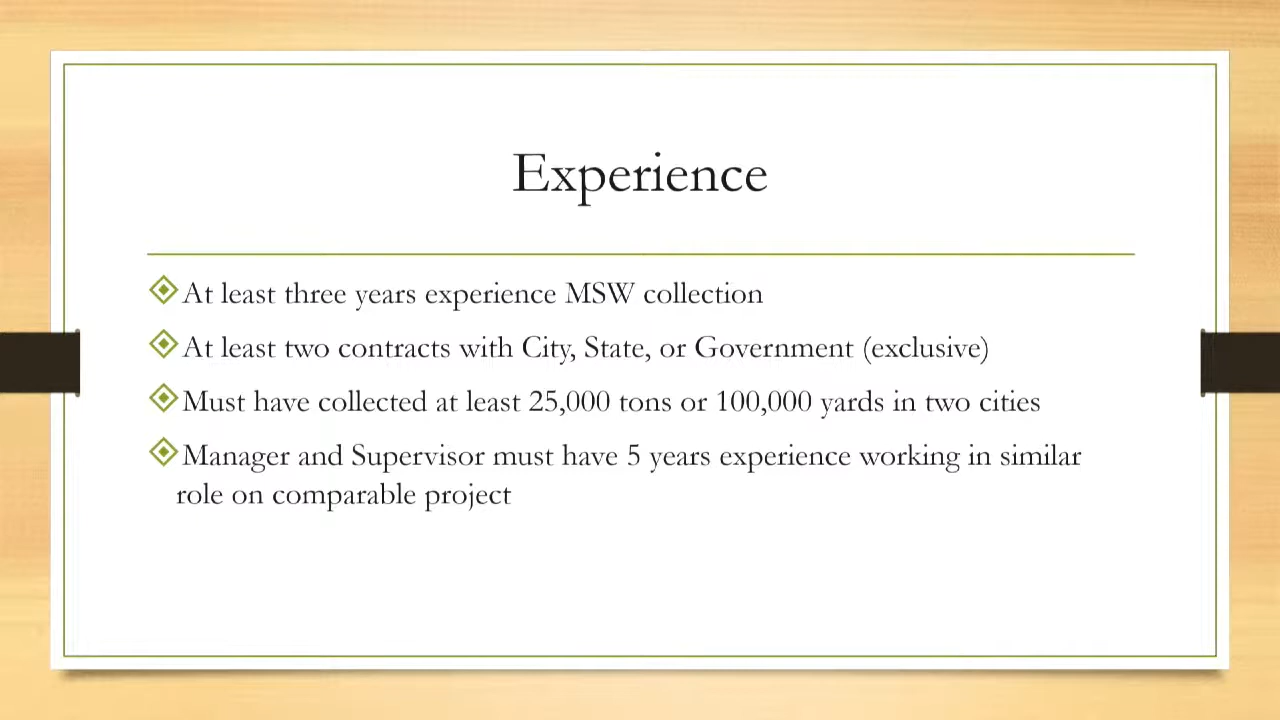 Experience
At least three years experience MSW collection
At least two contracts with City, State, or Government (exclusive)
Must have collected at least 25,000 tons or 100,000 yards in two cities
Manager and Supervisor must have 5 years experience working in similar
role on comparable project